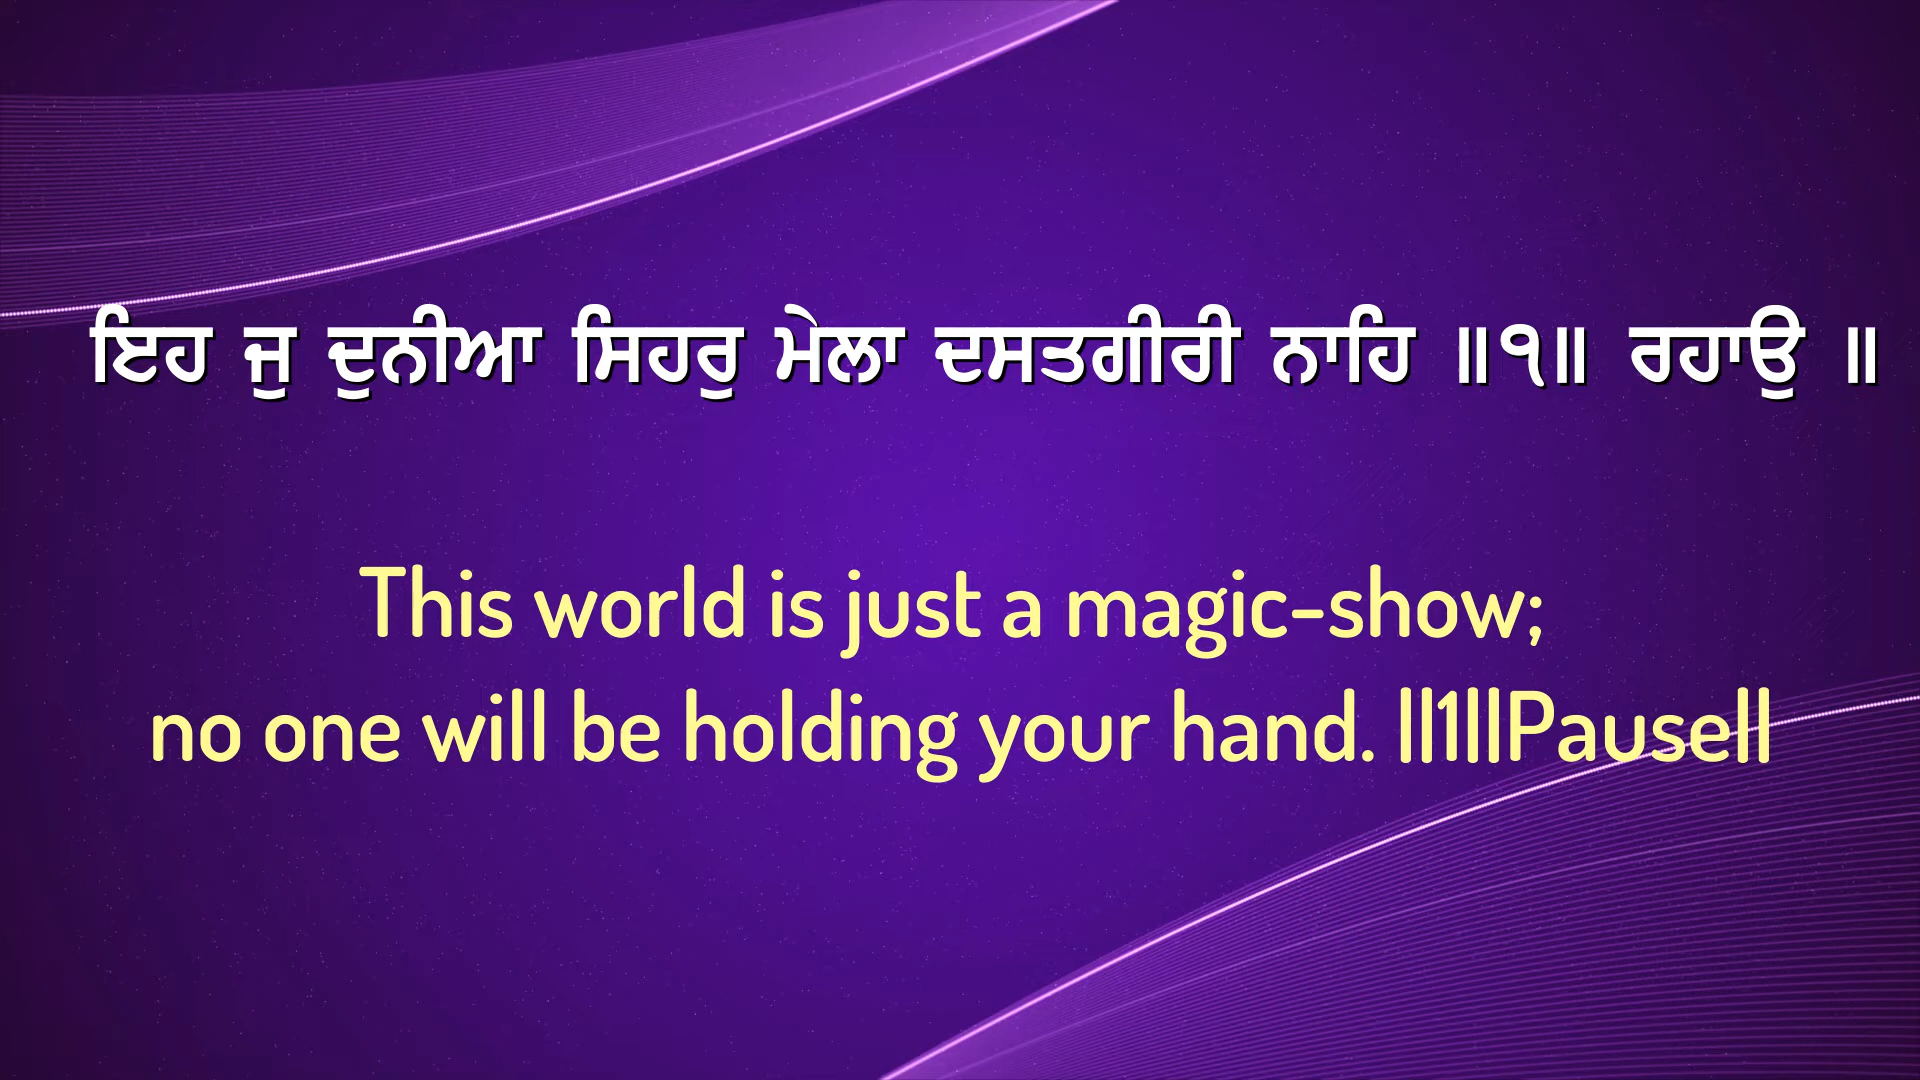 ਇਹ ਜੁ ਦੁਨੀਆ ਸਿਹਰੁ ਮੇਲਾ ਦਸਤਗੀਰੀ ਨਾਹਿ ॥੧॥ ਰਹਾਉ ॥
This world is just a magic-show;
no one will be holding your hand. ||1||Pause||